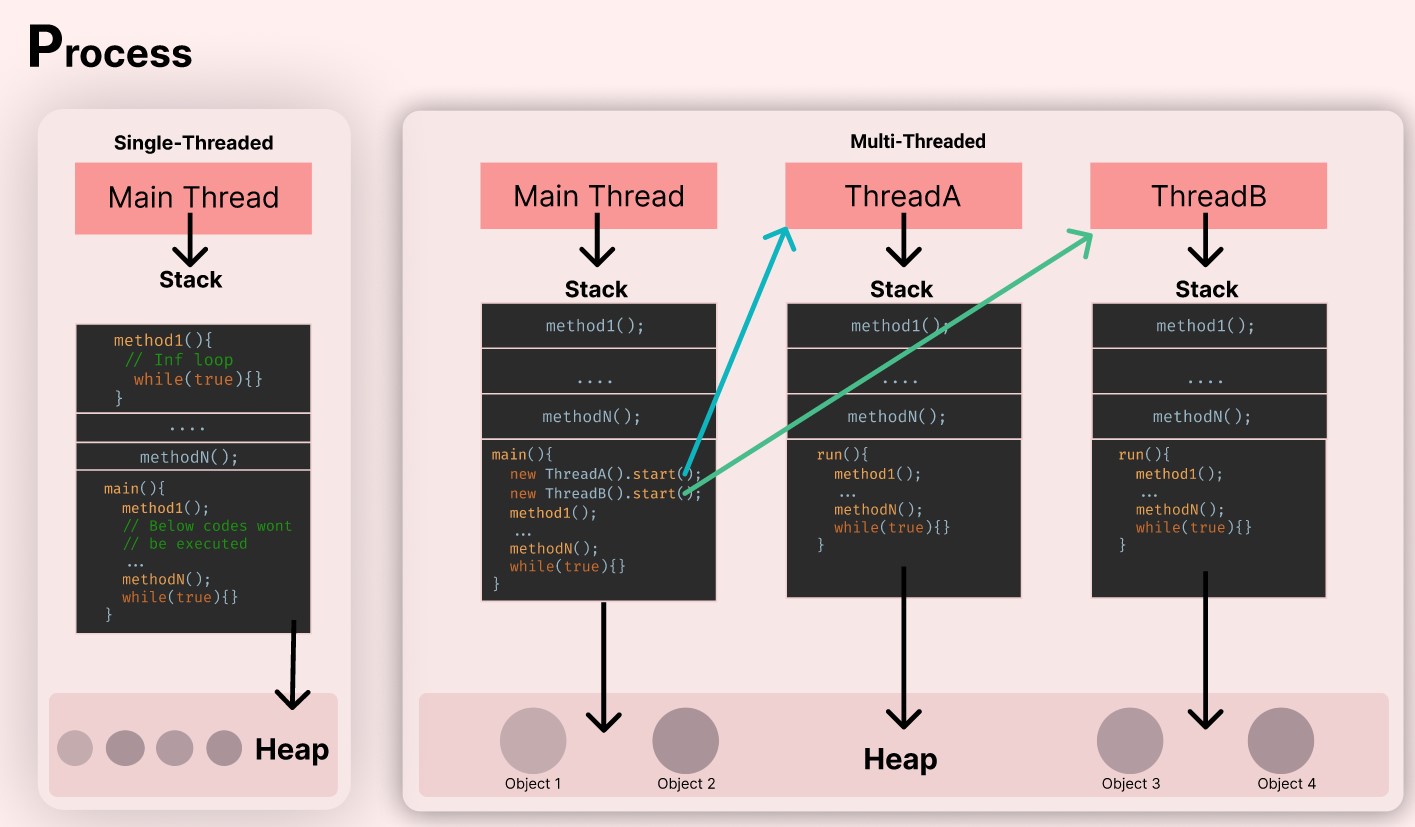 Process
Single-Threaded
Main Thread
Stack
method1(){
// Inf loop
while(true){}
}
....
methodN();
main(){
method1();
// Below codes wont
// be executed
...
methodN();
while(true){}
}
Heap
Multi-Threaded
Main Thread
Stack
method1();
....
methodN();
main(){
new ThreadA().start();
new ThreadB().start();
method1();
...
methodN();
while(true){}
}
ThreadA
Stack
method1();
....
methodN();
run(){
method1();
...
methodN();
while(true){}
}
ThreadB
Stack
method1();
....
methodN();
run(){
method1();
...
methodN();
while(true){}
}
Object 1
Object 2
Heap
Object 3
Object 4